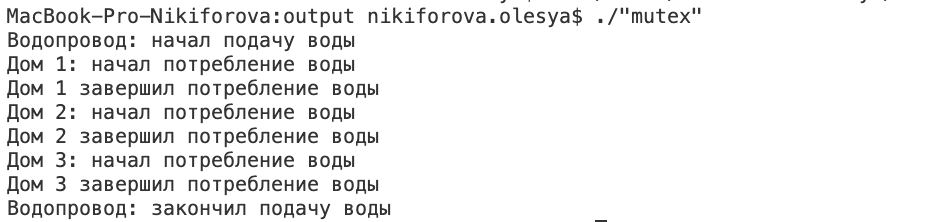 MacBook-Pro-Nikiforova:output nikiforova.olesya$ ./"mutex"
Водопровод: начал подачу воды
Дом 1: начал потребление воды
Дом 1 завершил потребление воды
Дом 2: начал потребление воды
Дом 2 завершил потребление воды
Дом 3: начал потребление воды
Дом 3 завершил потребление воды
Водопровод: закончил подачу воды